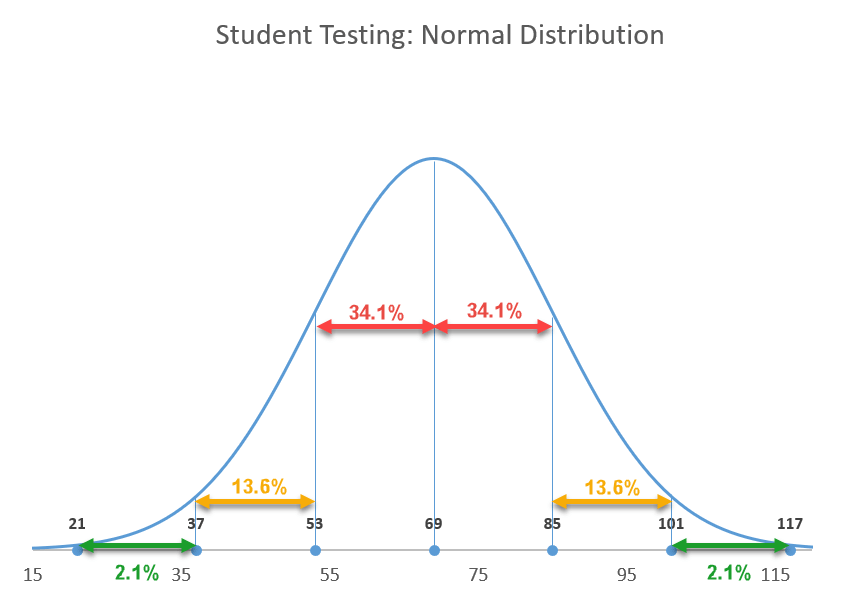 Student Testing: Normal Distribution
34.1% 34.1%
13.6% 13.6%
21 37 53 69 85 101 117
2.1% 2.1%
15 35 55 75 95 115